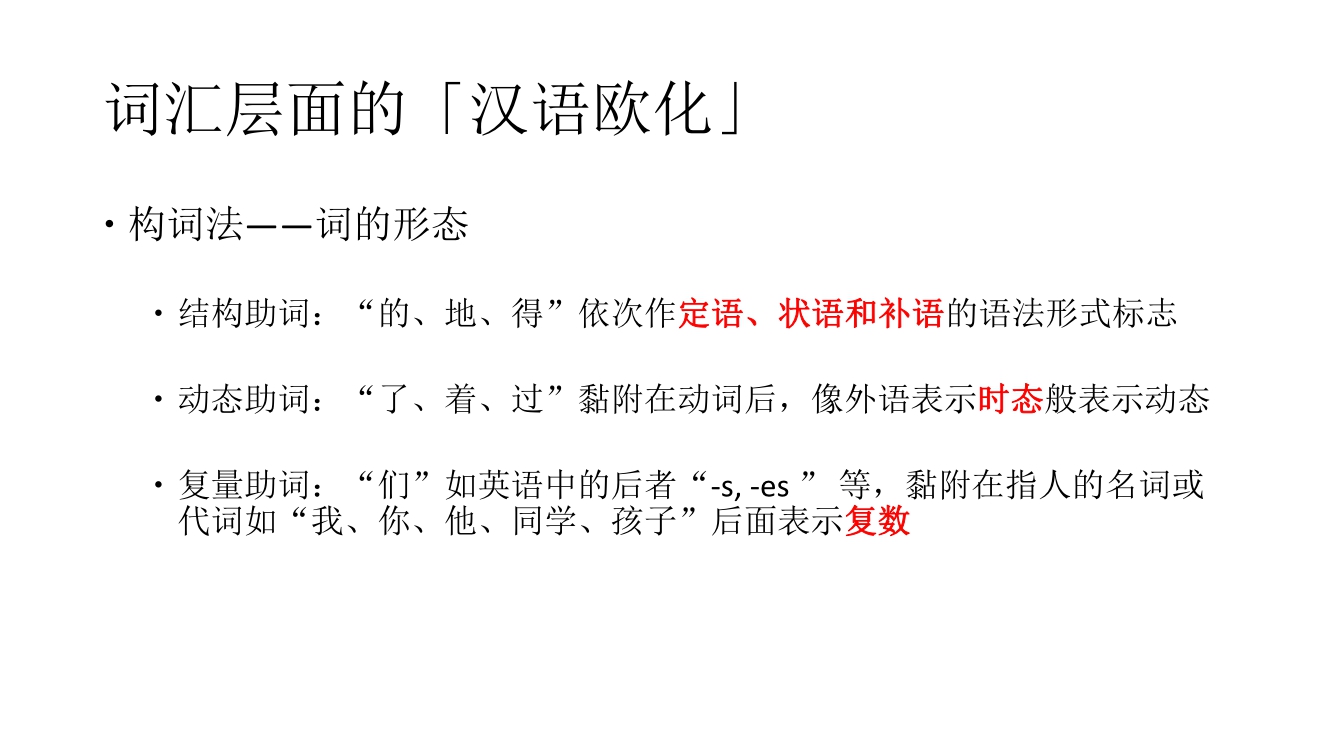 词汇层面的「汉语欧化」
• 构词法——词的形态
• 结构助词：“的、地、得”依次作定语、状语和补语的语法形式标志
• 动态助词：“了、着、过”黏附在动词后，像外语表示时态般表示动态
• 复量助词：“们”如英语中的后者“-s, -es ” 等，黏附在指人的名词或
代词如“我、你、他、同学、孩子”后面表示复数